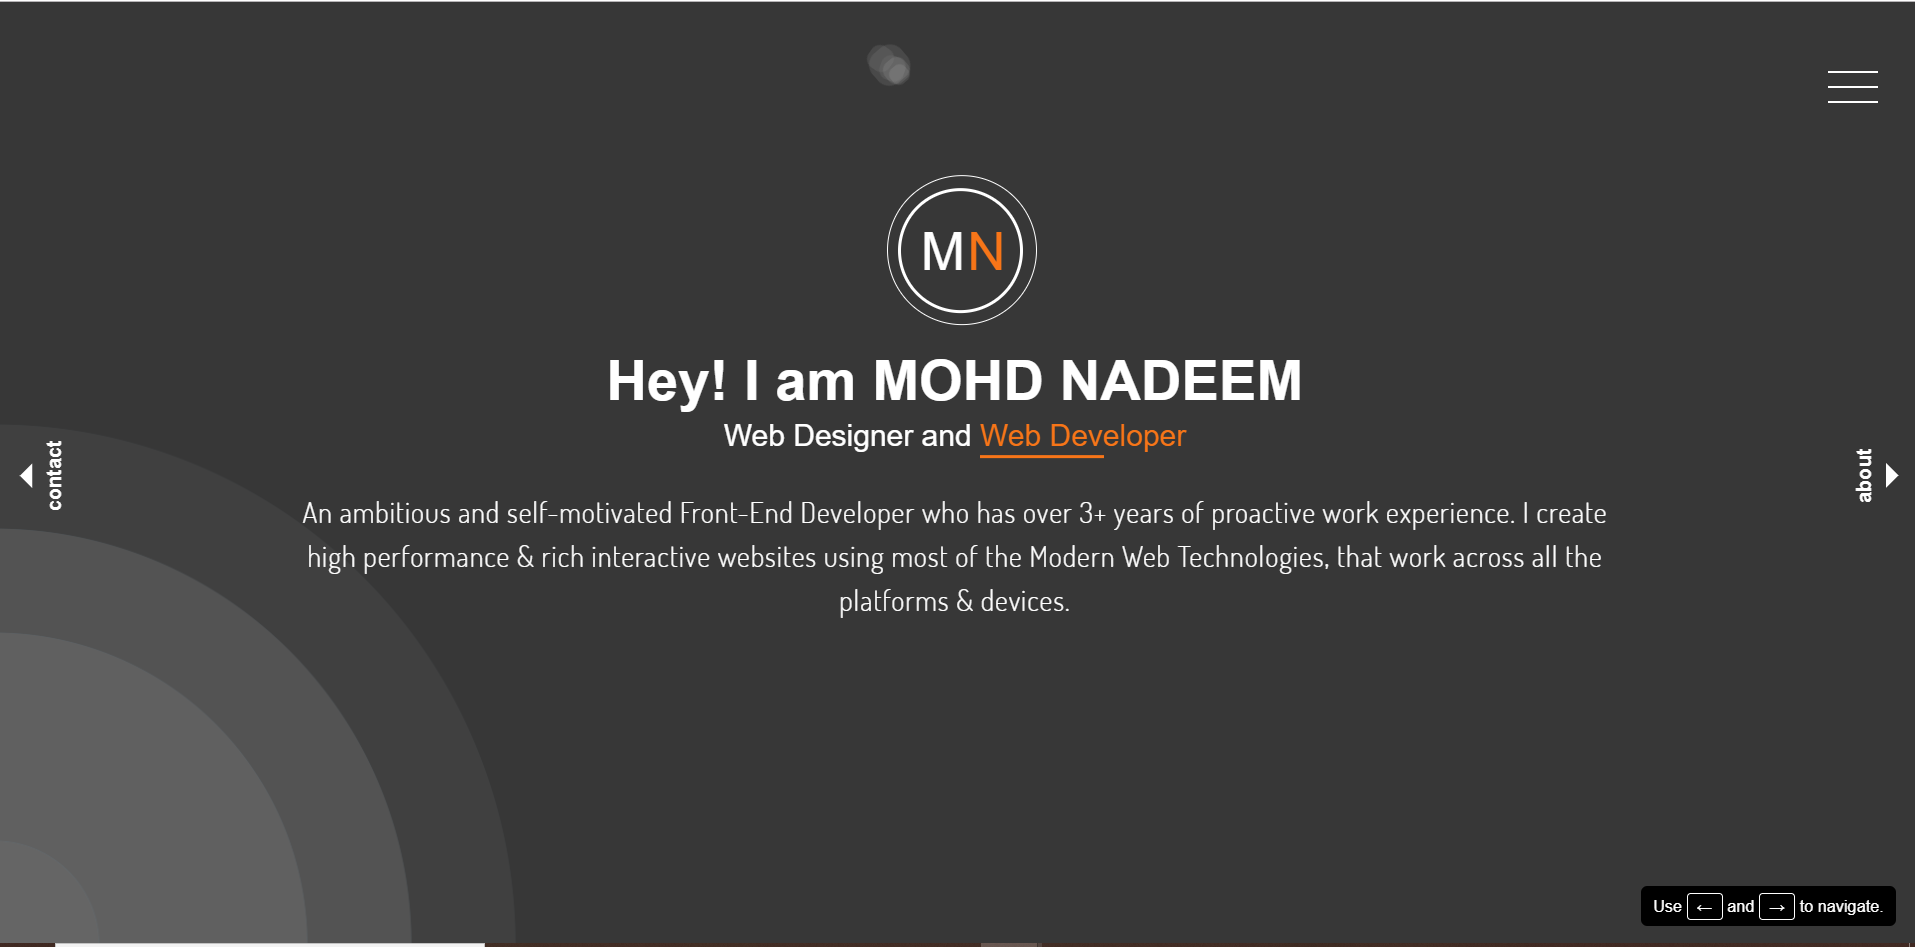 MN
Hey! I am MOHD NADEEM
Web Designer and Web Developer
contact
about
An ambitious and self-motivated Front-End Developer who has over 3+ years of proactive work experience. I create
high performance & rich interactive websites using most of the Modern Web Technologies, that work across all the
platforms & devices.
Use ← and → to navigate.